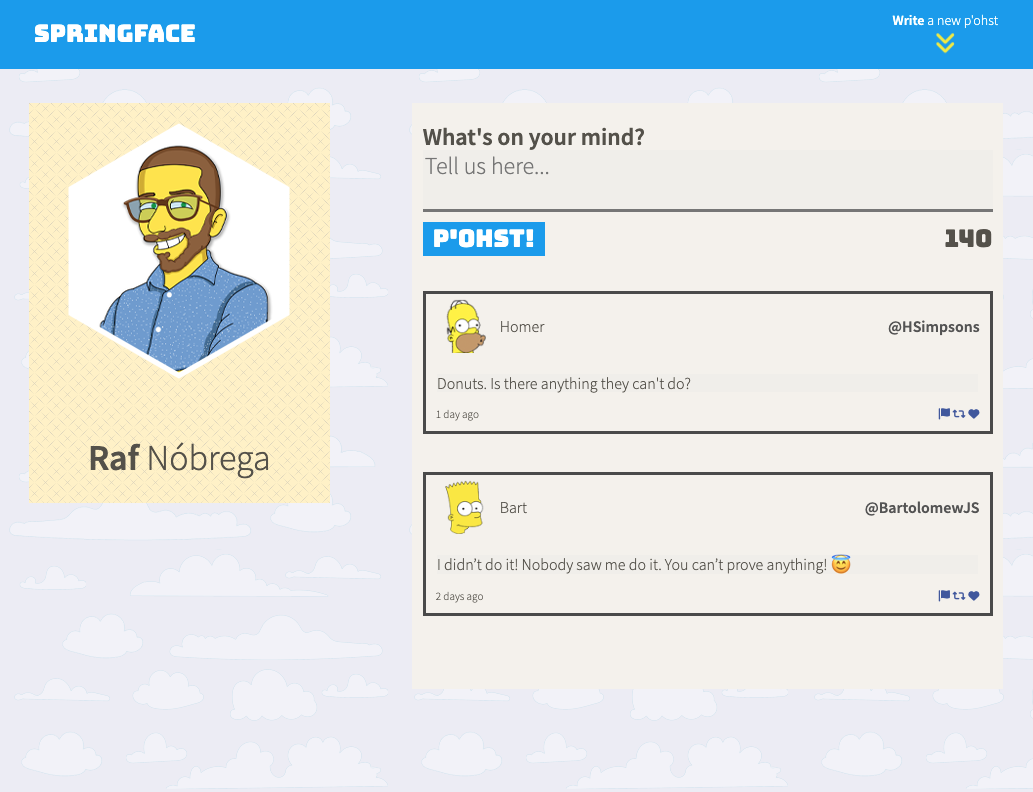 SPRINGFACE
Write a new p'ohst
Raf Nóbrega
What's on your mind?
Tell us here...
P'OHST!
140
Homer
@HSimpsons
Donuts. Is there anything they can't do?
1 day ago
Bart
@BartolomewJS
I didn’t do it! Nobody saw me do it. You can’t prove anything! 😇
2 days ago